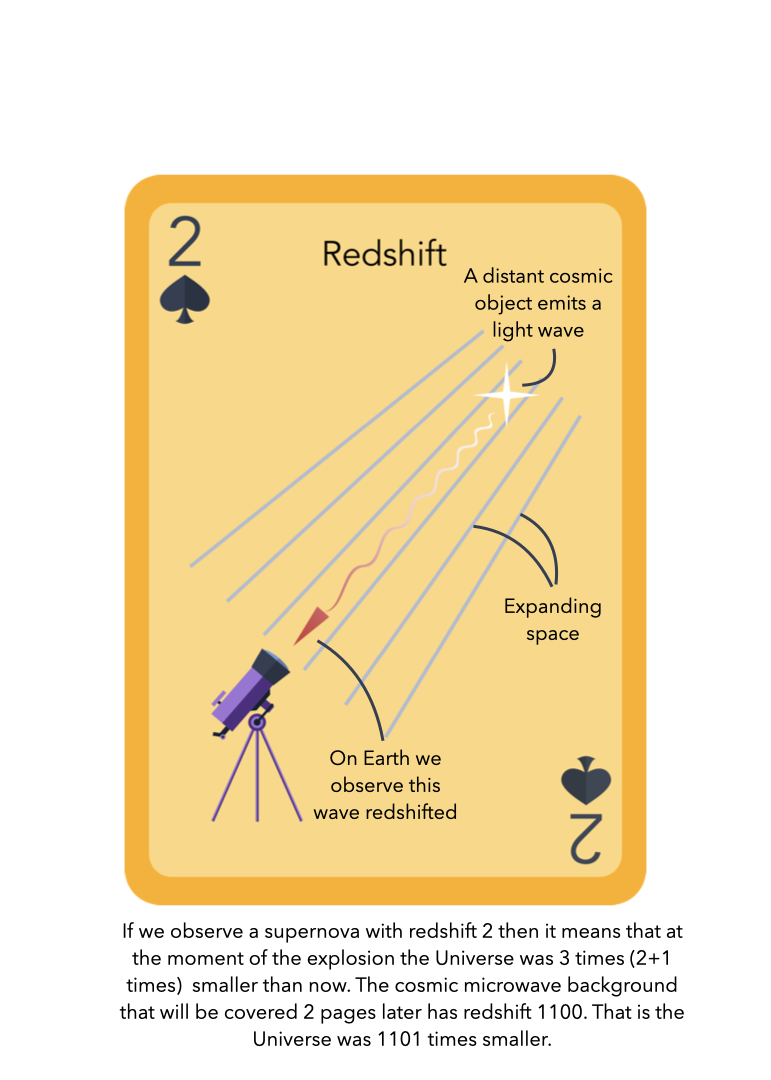 2
Redshift
A distant cosmic
object emits a
light wave
Expanding
space
On Earth we
observe this
wave redshifted
2
If we observe a supernova with redshift 2 then it means that at
the moment of the explosion the Universe was 3 times (2+1
times)  smaller than now. The cosmic microwave background
that will be covered 2 pages later has redshift 1100. That is the
Universe was 1101 times smaller.